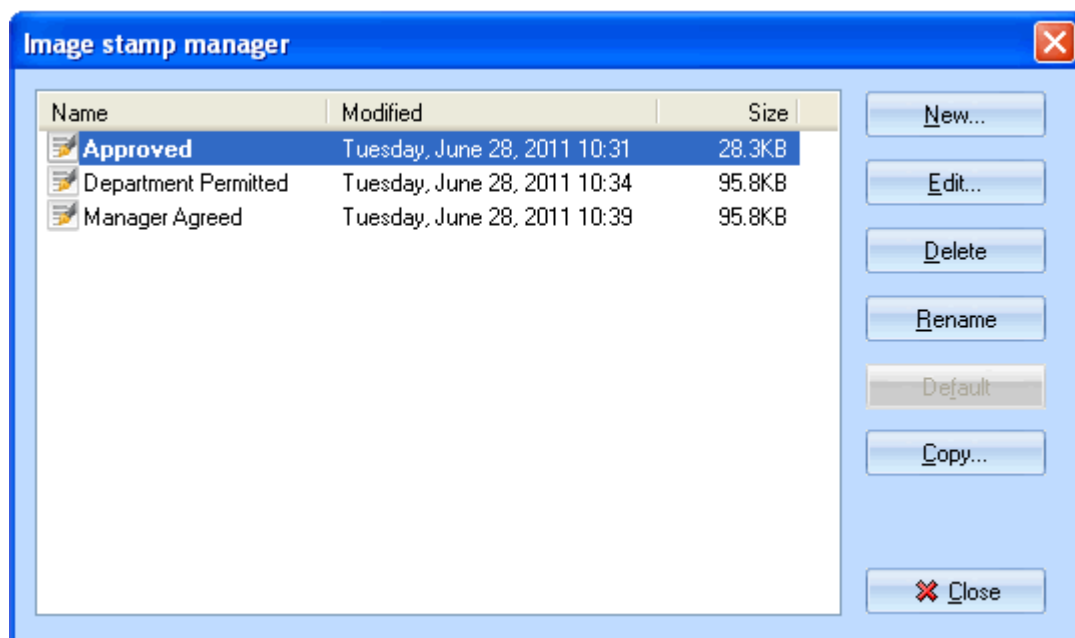 Image stamp manager
Name Modified Size
Approved Tuesday, June 28, 2011 10:31 28.3KB
Department Permitted Tuesday, June 28, 2011 10:34 95.8KB
Manager Agreed Tuesday, June 28, 2011 10:39 95.8KB
New...
Edit...
Delete
Rename
Default
Copy...
Close